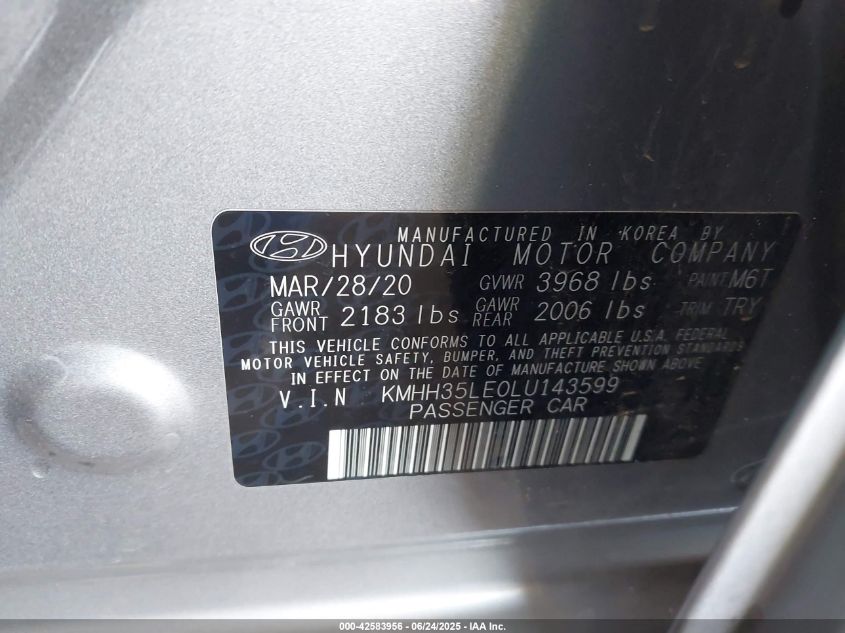 MANUFACTURED IN KOREA BY
HYUNDAI MOTOR COMPANY
MAR/28/20 GVWR 3968 lbs PAINT M6T
GAWR FRONT 2183 lbs GAWR REAR 2006 lbs TRIM TRY
THIS VEHICLE CONFORMS TO ALL APPLICABLE U.S.A. FEDERAL
MOTOR VEHICLE SAFETY, BUMPER, AND THEFT PREVENTION STANDARDS
IN EFFECT ON THE DATE OF MANUFACTURE SHOWN ABOVE
V.I.N KMHH35LE0LU143599
PASSENGER CAR
000-42583956 - 06/24/2025 - IAA Inc.